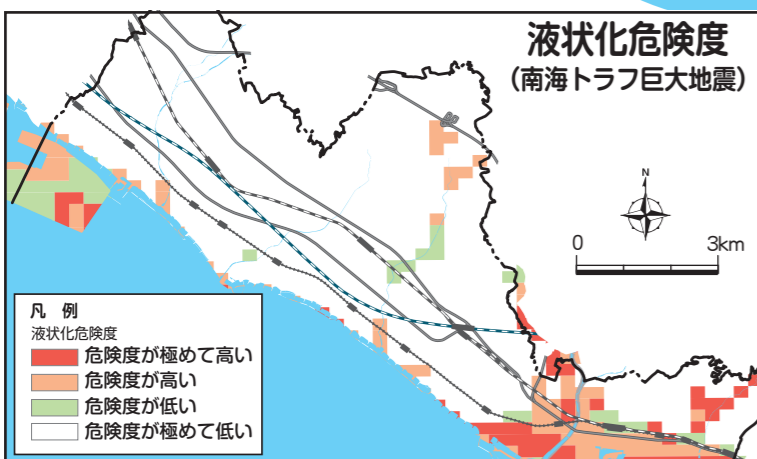 液状化危険度
(南海トラフ巨大地震)
N
0 3km
凡 例
液状化危険度
危険度が極めて高い
危険度が高い
危険度が低い
危険度が極めて低い